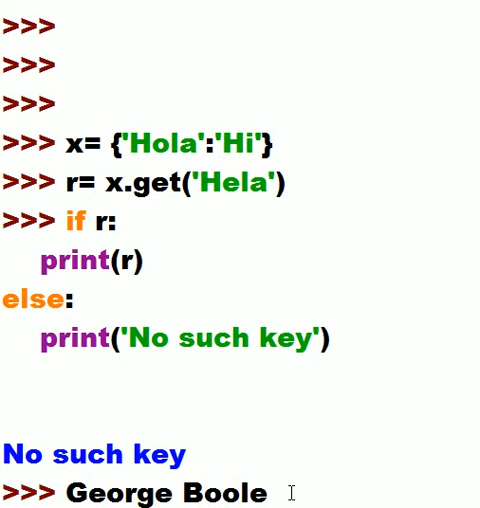 >>>
>>>
>>>
>>> x= {'Hola':'Hi'}
>>> r= x.get('Hela')
>>> if r:
    print(r)
else:
    print('No such key')
No such key
>>> George Boole